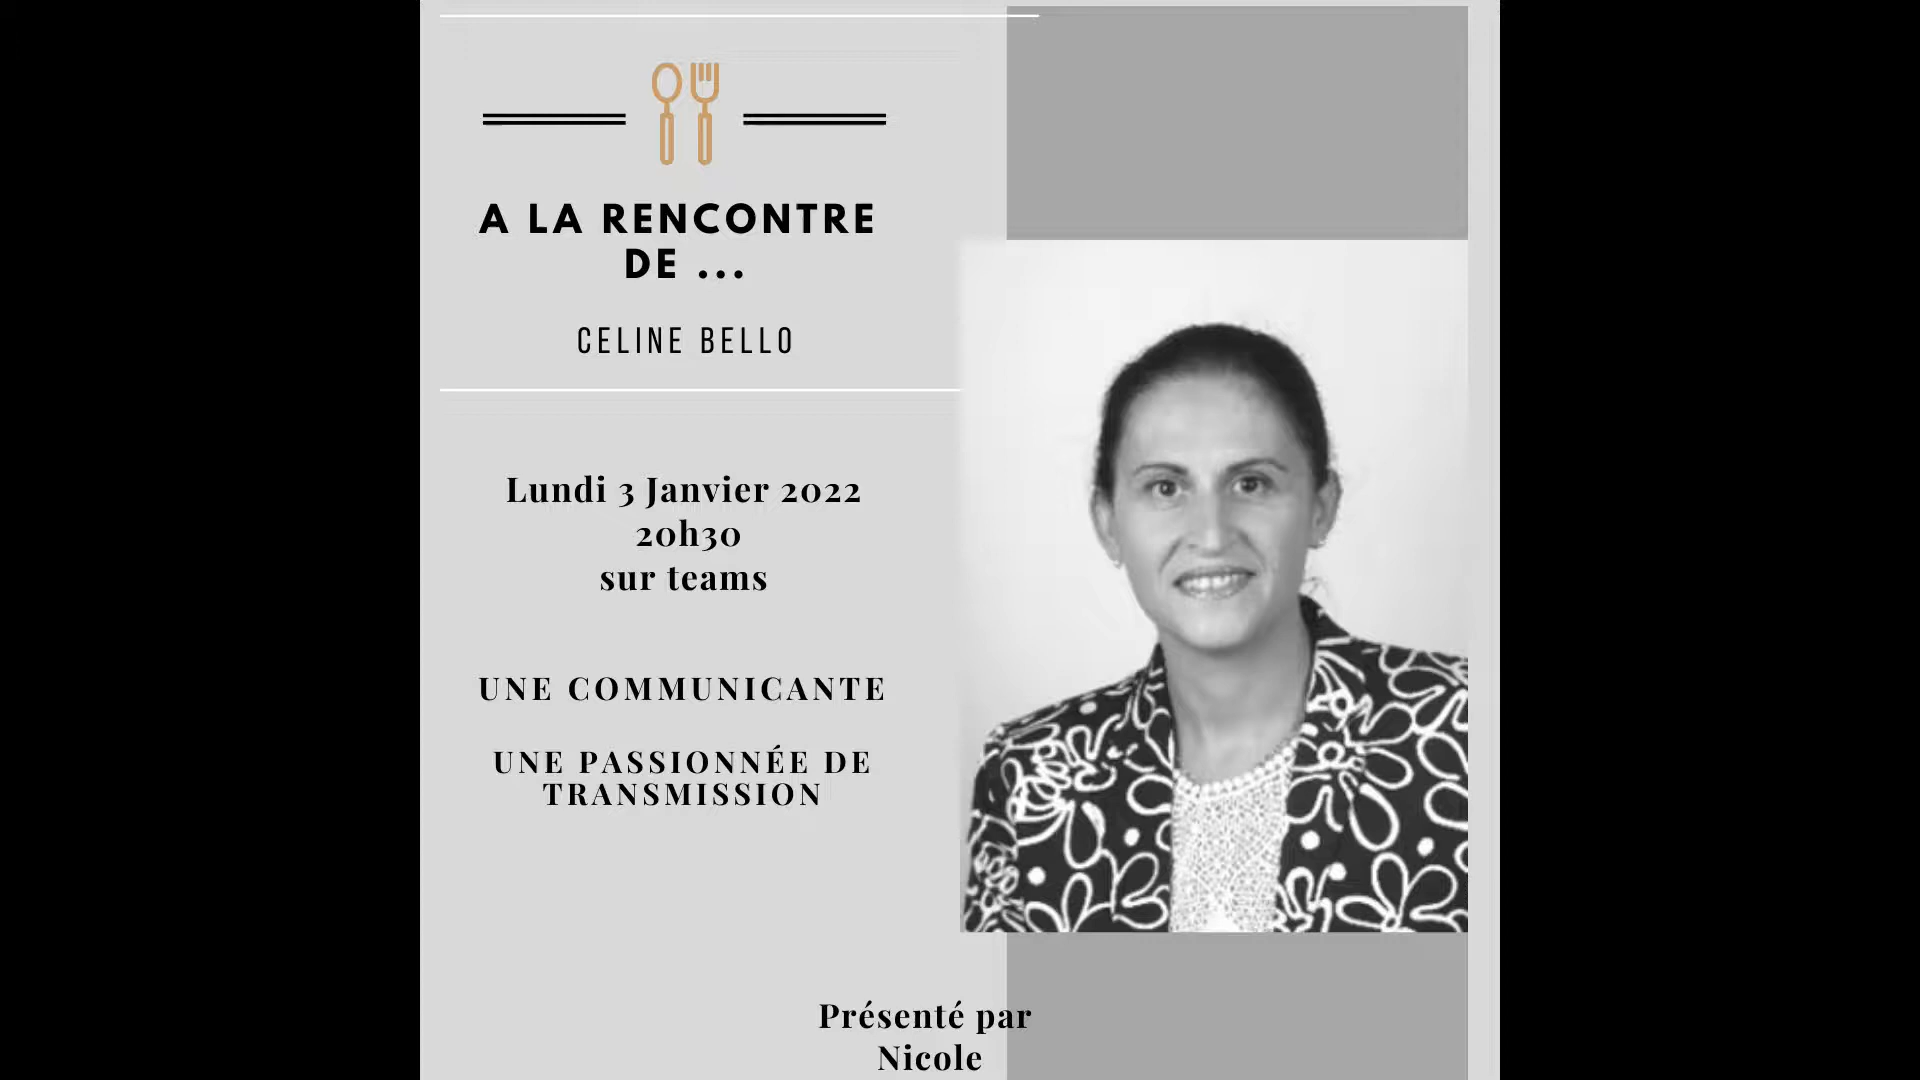 A LA RENCONTRE
DE ...
CELINE BELLO
Lundi 3 Janvier 2022
20h30
sur teams
UNE COMMUNICANTE
UNE PASSIONNÉE DE
TRANSMISSION
Présenté par
Nicole